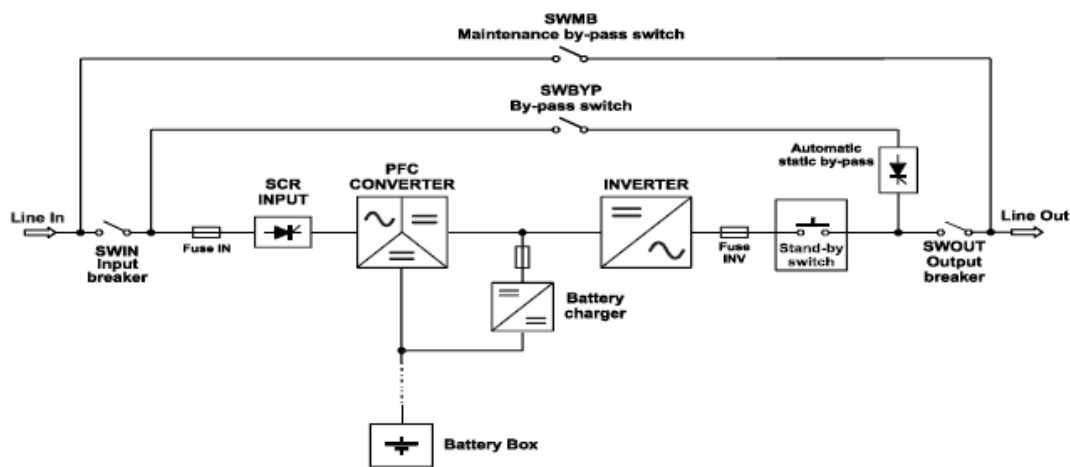 SWMB
Maintenance by-pass switch
SWBYP
By-pass switch
Automatic
static by-pass
PFC
CONVERTER
SCR
INPUT
INVERTER
Line In
Line Out
SWIN
Input
breaker
Fuse IN
Fuse
INV
Stand-by
switch
SWOUT
Output
breaker
Battery
charger
Battery Box